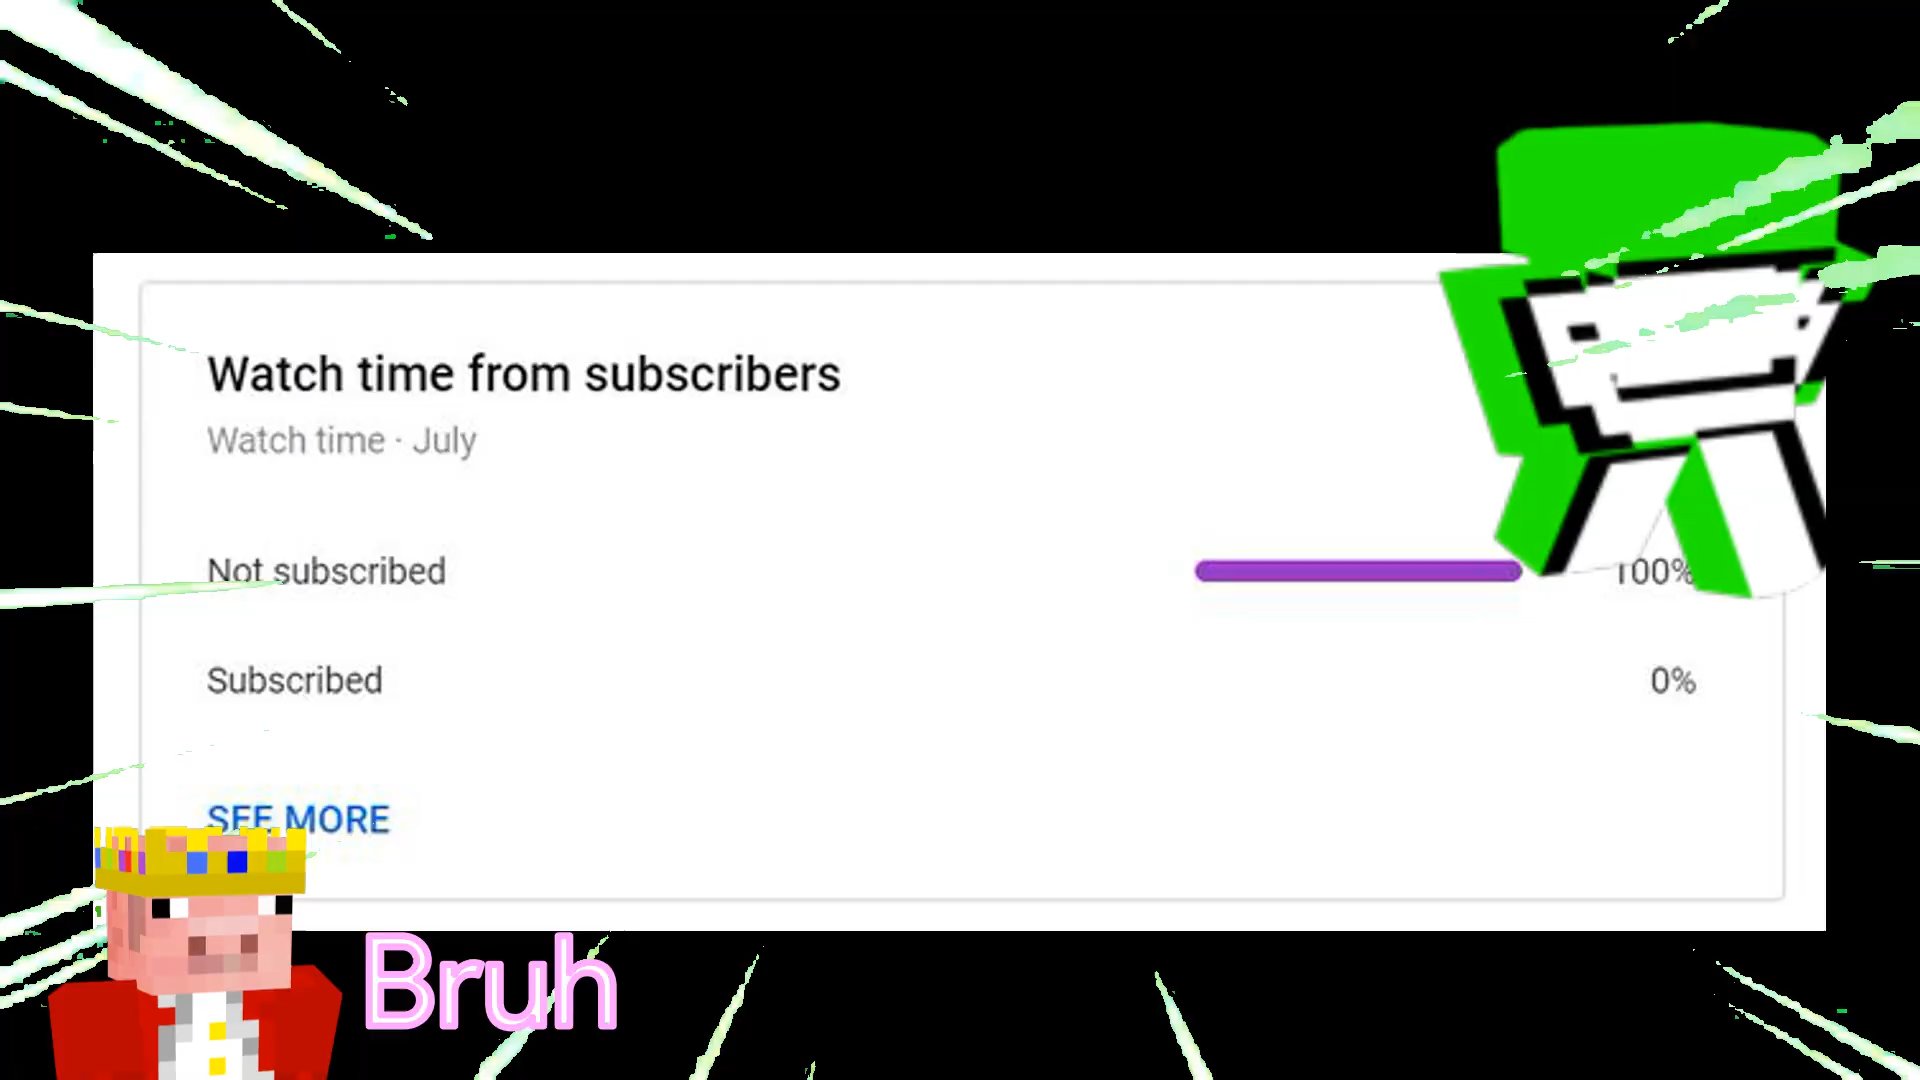 Watch time from subscribers
Watch time · July
Not subscribed
100%
Subscribed
0%
SEE MORE
Bruh